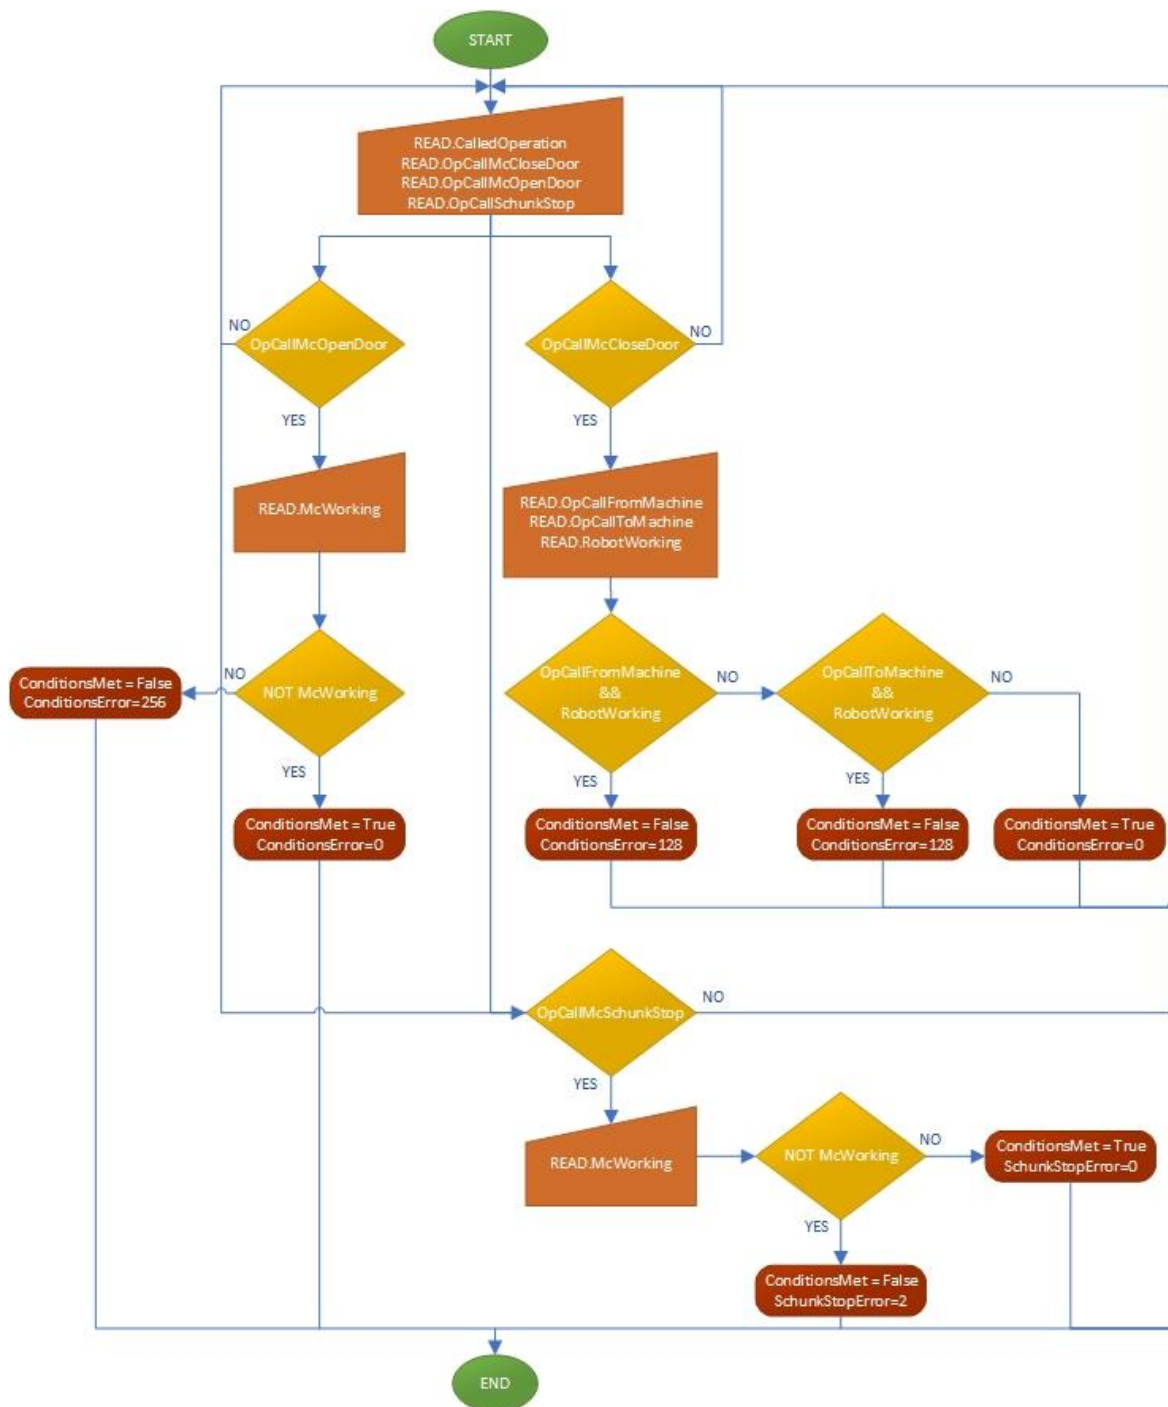 START
READ.CalledOperation
READ.OpCallMcCloseDoor
READ.OpCallMcOpenDoor
READ.OpCallSchunkStop
NO
OpCallMcOpenDoor
OpCallMcCloseDoor
NO
YES
YES
READ.McWorking
READ.OpCallFromMachine
READ.OpCallToMachine
READ.RobotWorking
ConditionsMet = False
ConditionsError=256
NO
NOT McWorking
OpCallFromMachine
&&
RobotWorking
NO
OpCallToMachine
&&
RobotWorking
NO
YES
YES
YES
ConditionsMet = True
ConditionsError=0
ConditionsMet = False
ConditionsError=128
ConditionsMet = False
ConditionsError=128
ConditionsMet = True
ConditionsError=0
OpCallMcSchunkStop
NO
YES
READ.McWorking
NOT McWorking
NO
ConditionsMet = True
SchunkStopError=0
YES
ConditionsMet = False
SchunkStopError=2
END